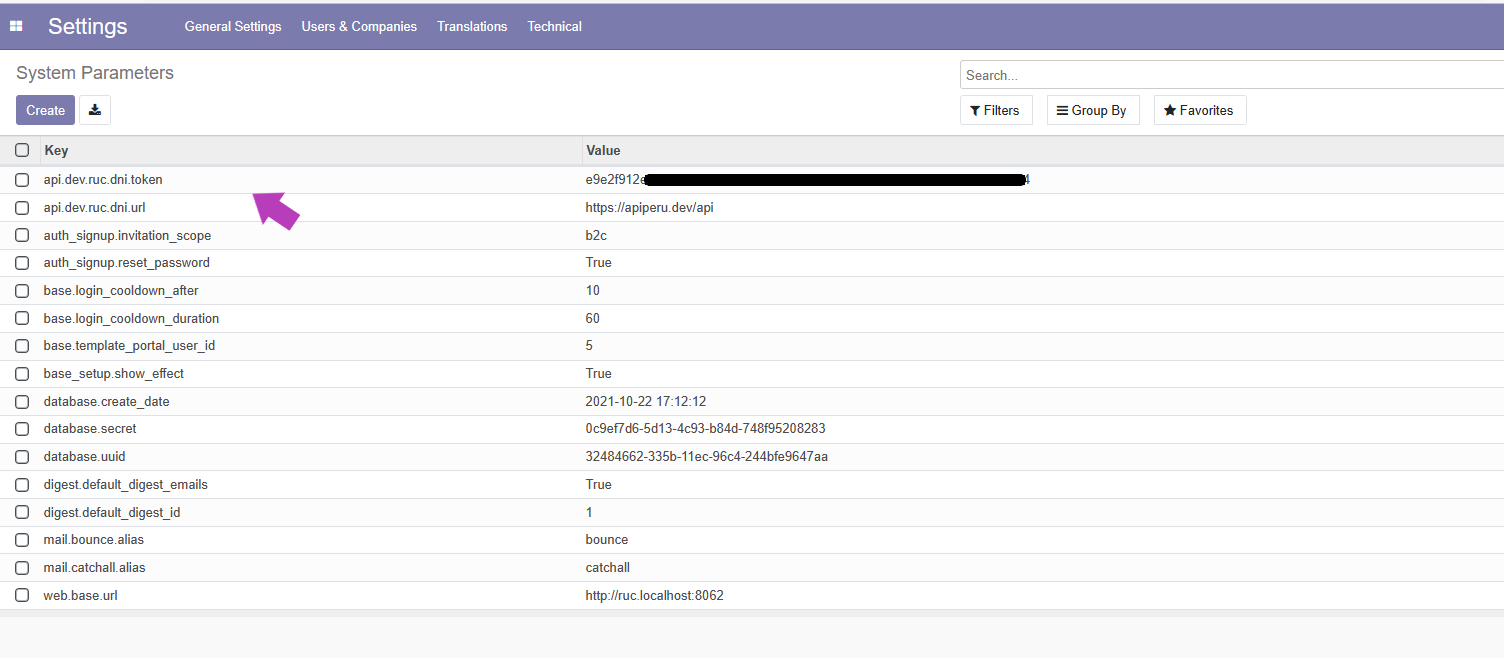 Settings General Settings Users & Companies Translations Technical
System Parameters
Search...
Create
Filters Group By Favorites
Key Value
api.dev.ruc.dni.token e9e2f912e 4
api.dev.ruc.dni.url https://apiperu.dev/api
auth_signup.invitation_scope b2c
auth_signup.reset_password True
base.login_cooldown_after 10
base.login_cooldown_duration 60
base.template_portal_user_id 5
base_setup.show_effect True
database.create_date 2021-10-22 17:12:12
database.secret 0c9ef7d6-5d13-4c93-b84d-748f95208283
database.uuid 32484662-335b-11ec-96c4-244bfe9647aa
digest.default_digest_emails True
digest.default_digest_id 1
mail.bounce.alias bounce
mail.catchall.alias catchall
web.base.url http://ruc.localhost:8062